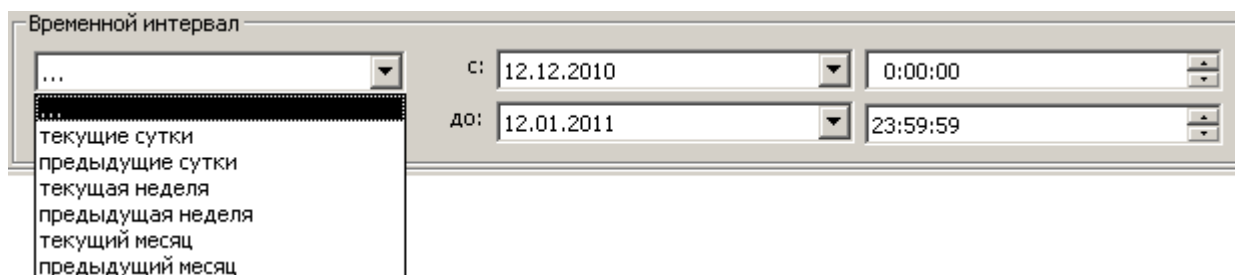 Временной интервал
... с: 12.12.2010 0:00:00
...
до: 12.01.2011 23:59:59
текущие сутки
предыдущие сутки
текущая неделя
предыдущая неделя
текущий месяц
предыдущий месяц